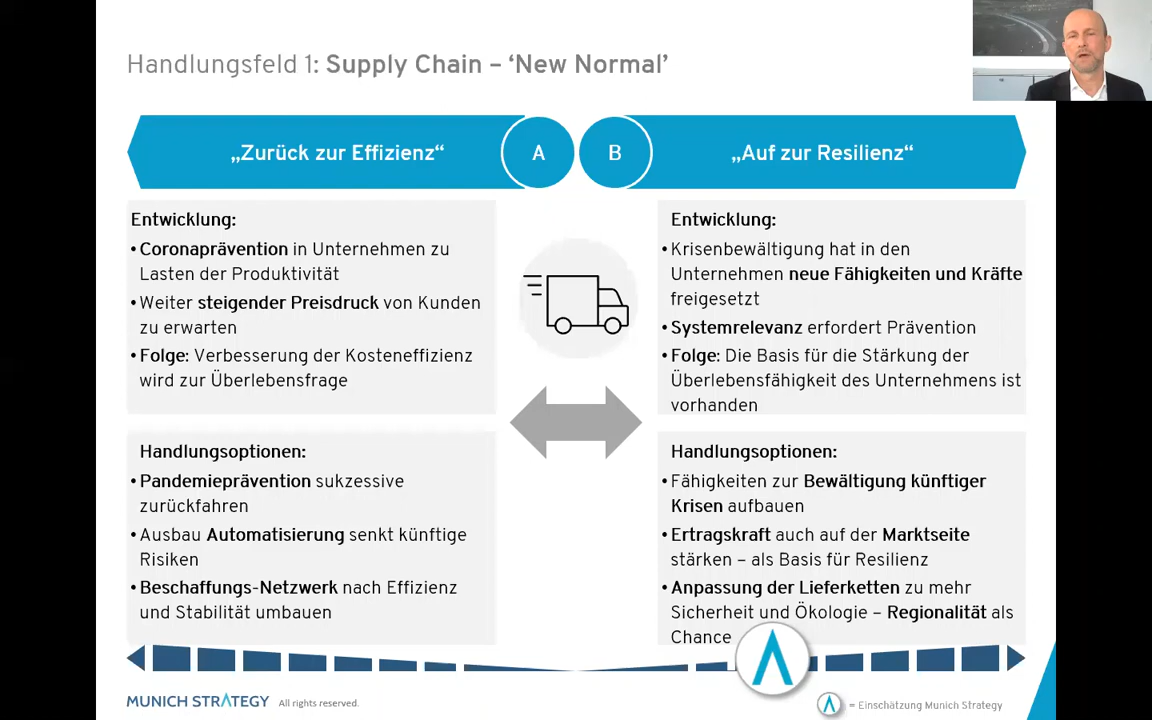 Handlungsfeld 1: Supply Chain – ‘New Normal’
„Zurück zur Effizienz“
A
B
„Auf zur Resilienz“
Entwicklung:
•Coronaprävention in Unternehmen zu
Lasten der Produktivität
•Weiter steigender Preisdruck von Kunden
zu erwarten
•Folge: Verbesserung der Kosteneffizienz
wird zur Überlebensfrage
Handlungsoptionen:
•Pandemieprävention sukzessive
zurückfahren
•Ausbau Automatisierung senkt künftige
Risiken
•Beschaffungs-Netzwerk nach Effizienz
und Stabilität umbauen
Entwicklung:
•Krisenbewältigung hat in den
Unternehmen neue Fähigkeiten und Kräfte
freigesetzt
•Systemrelevanz erfordert Prävention
•Folge: Die Basis für die Stärkung der
Überlebensfähigkeit des Unternehmens ist
vorhanden
Handlungsoptionen:
•Fähigkeiten zur Bewältigung künftiger
Krisen aufbauen
•Ertragskraft auch auf der Marktseite
stärken – als Basis für Resilienz
•Anpassung der Lieferketten zu mehr
Sicherheit und Ökologie – Regionalität als
Chance
MUNICH STRATEGY All rights reserved.
= Einschätzung Munich Strategy